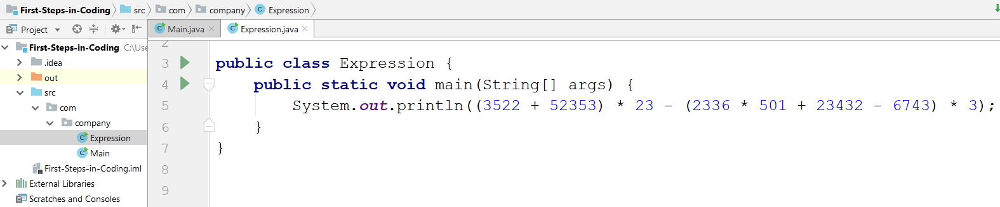 First-Steps-in-Coding src com company Expression
Project
Main.java Expression.java
First-Steps-in-Coding C:\Use
.idea
out
src
com
company
Expression
Main
First-Steps-in-Coding.iml
External Libraries
Scratches and Consoles
2
3 public class Expression {
4 public static void main(String[] args) {
5 System.out.println((3522 + 52353) * 23 - (2336 * 501 + 23432 - 6743) * 3);
6 }
7 }
8
9